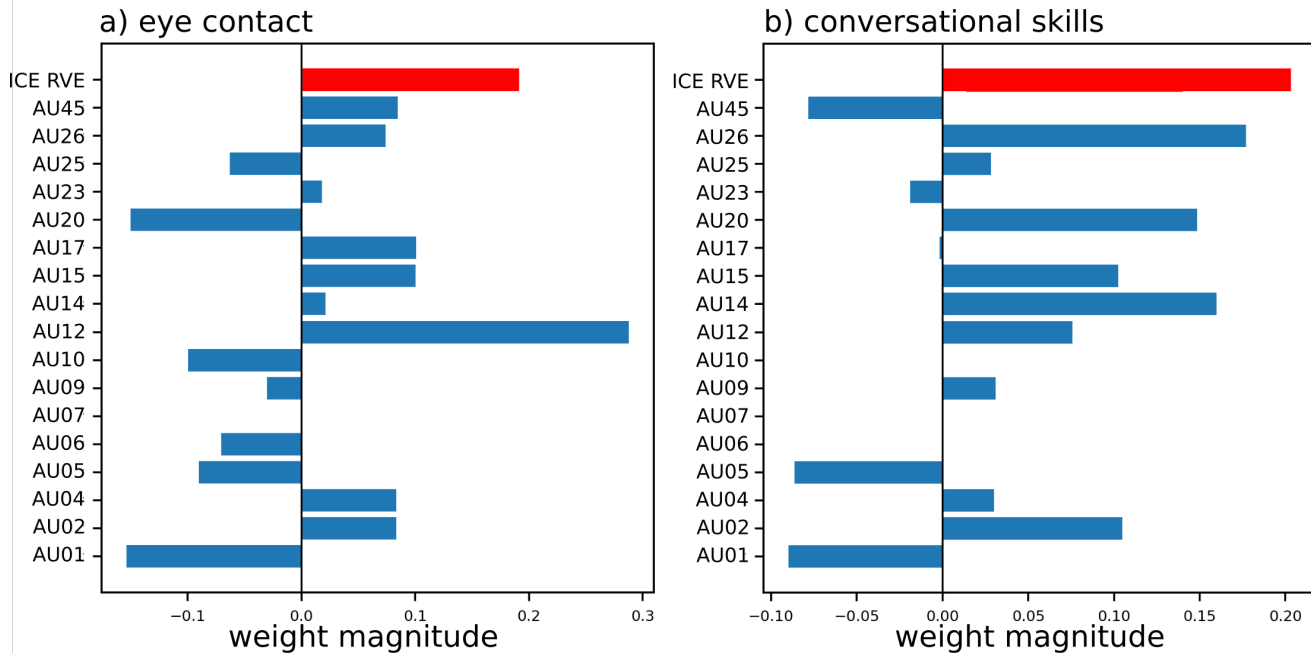 a) eye contact
ICE RVE
AU45
AU26
AU25
AU23
AU20
AU17
AU15
AU14
AU12
AU10
AU09
AU07
AU06
AU05
AU04
AU02
AU01
−0.1 0.0 0.1 0.2 0.3
weight magnitude
b) conversational skills
ICE RVE
AU45
AU26
AU25
AU23
AU20
AU17
AU15
AU14
AU12
AU10
AU09
AU07
AU06
AU05
AU04
AU02
AU01
−0.10 −0.05 0.00 0.05 0.10 0.15 0.20
weight magnitude